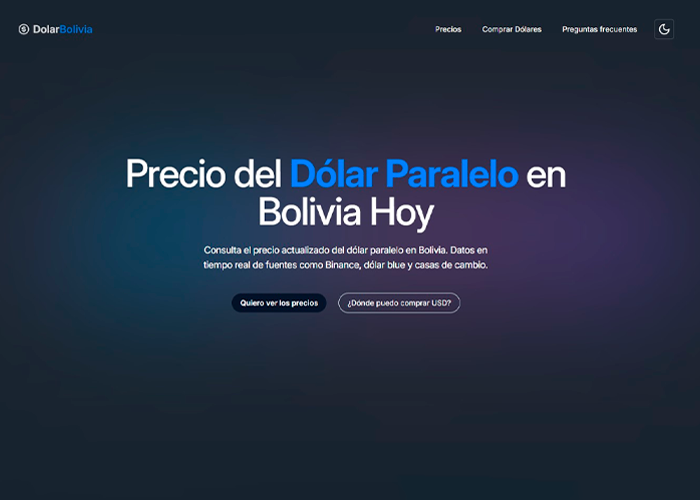 DolarBolivia
Precios
Comprar Dólares
Preguntas frecuentes
Precio del Dólar Paralelo en
Bolivia Hoy
Consulta el precio actualizado del dólar paralelo en Bolivia. Datos en
tiempo real de fuentes como Binance, dólar blue y casas de cambio.
Quiero ver los precios
¿Dónde puedo comprar USD?